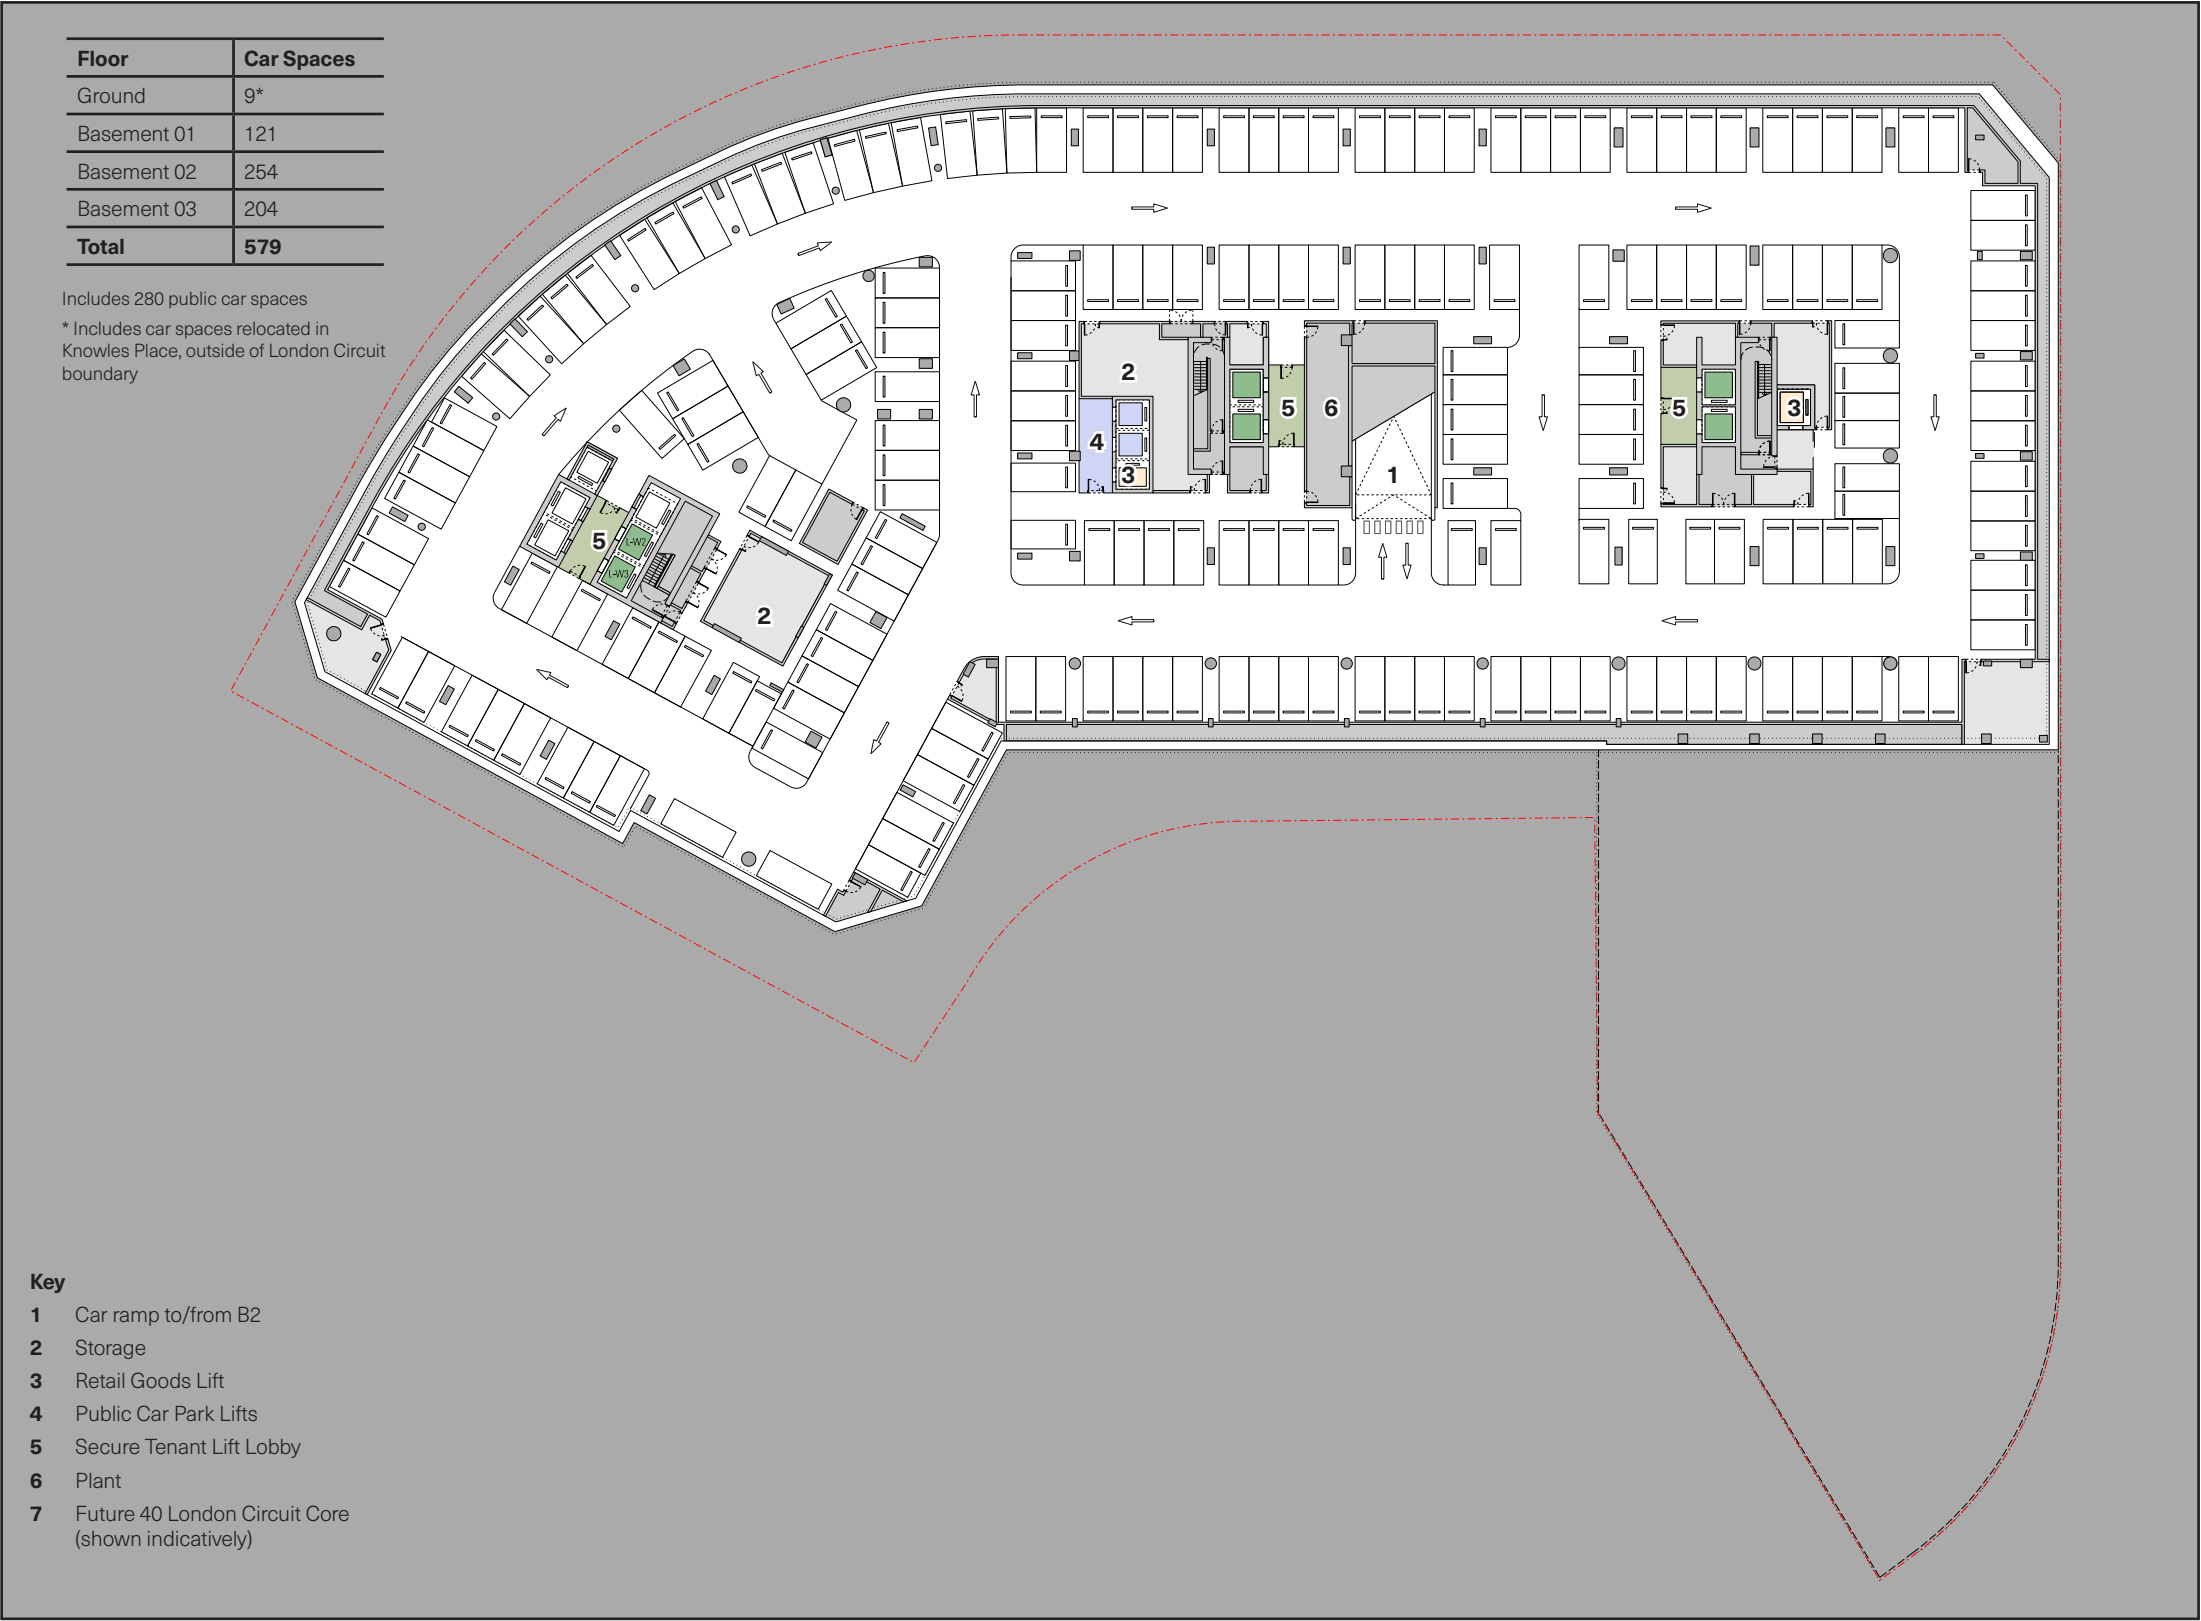 Floor Car Spaces
Ground 9*
Basement 01 121
Basement 02 254
Basement 03 204
Total 579
Includes 280 public car spaces
* Includes car spaces relocated in
Knowles Place, outside of London Circuit
boundary
2
5
6
5
3
4
3
1
5
L-W2
L-W3
2
Key
1 Car ramp to/from B2
2 Storage
3 Retail Goods Lift
4 Public Car Park Lifts
5 Secure Tenant Lift Lobby
6 Plant
7 Future 40 London Circuit Core
(shown indicatively)